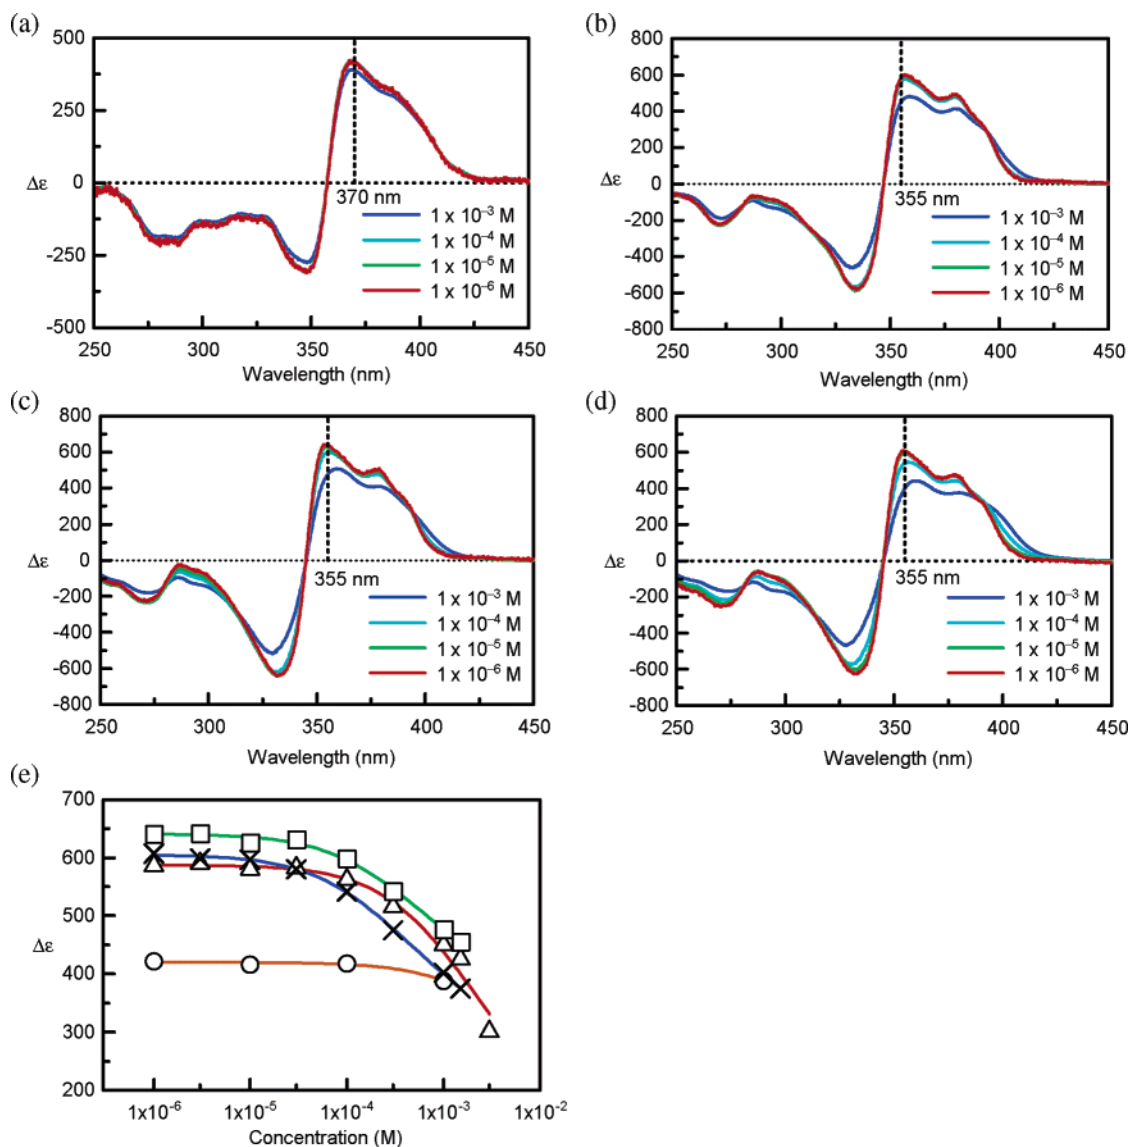 (a)
500
250
0
-250
-500
Δε
370 nm
1 x 10⁻³ M
1 x 10⁻⁴ M
1 x 10⁻⁵ M
1 x 10⁻⁶ M
250 300 350 400 450
Wavelength (nm)
(b)
800
600
400
200
0
-200
-400
-600
-800
Δε
355 nm
1 x 10⁻³ M
1 x 10⁻⁴ M
1 x 10⁻⁵ M
1 x 10⁻⁶ M
250 300 350 400 450
Wavelength (nm)
(c)
800
600
400
200
0
-200
-400
-600
-800
Δε
355 nm
1 x 10⁻³ M
1 x 10⁻⁴ M
1 x 10⁻⁵ M
1 x 10⁻⁶ M
250 300 350 400 450
Wavelength (nm)
(d)
800
600
400
200
0
-200
-400
-600
-800
Δε
355 nm
1 x 10⁻³ M
1 x 10⁻⁴ M
1 x 10⁻⁵ M
1 x 10⁻⁶ M
250 300 350 400 450
Wavelength (nm)
(e)
700
600
500
400
300
200
Δε
1x10⁻⁶ 1x10⁻⁵ 1x10⁻⁴ 1x10⁻³ 1x10⁻²
Concentration (M)